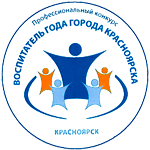 Профессиональный конкурс
ВОСПИТАТЕЛЬ ГОДА ГОРОДА КРАСНОЯРСКА
КРАСНОЯРСК